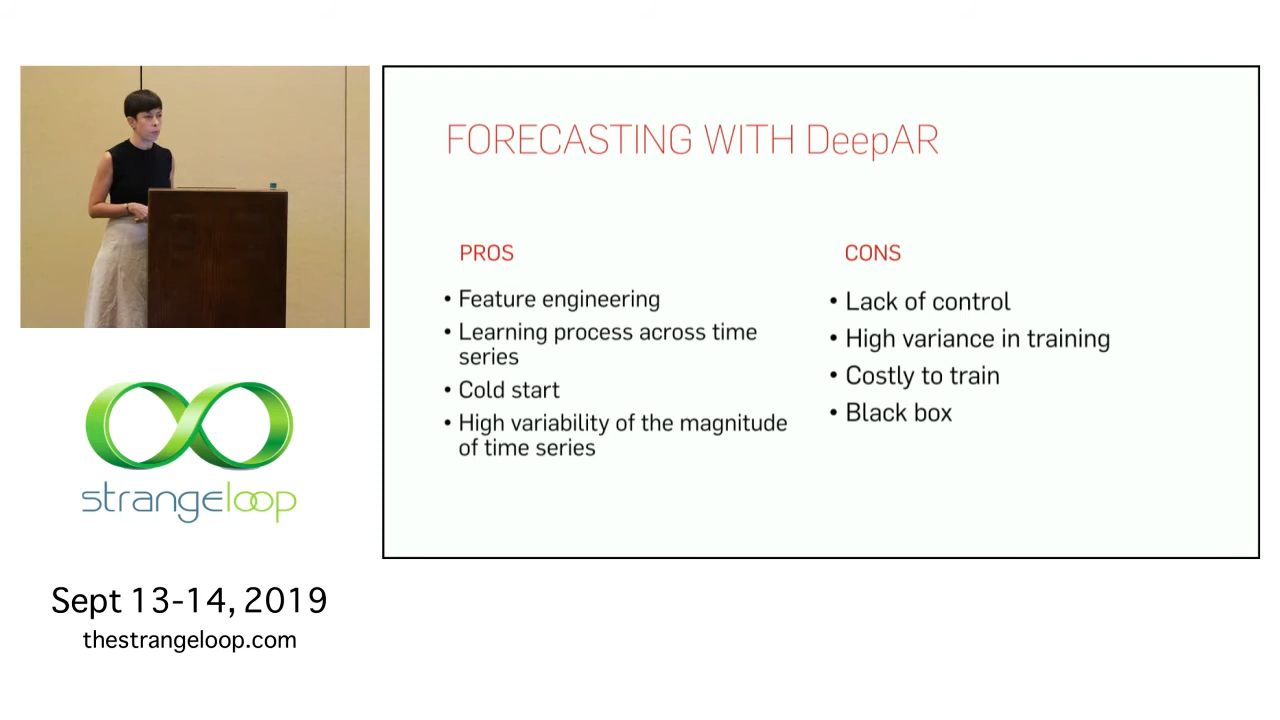 FORECASTING WITH DeepAR
PROS
• Feature engineering
• Learning process across time
series
• Cold start
• High variability of the magnitude
of time series
CONS
• Lack of control
• High variance in training
• Costly to train
• Black box
strangeloop
Sept 13-14, 2019
thestrangeloop.com